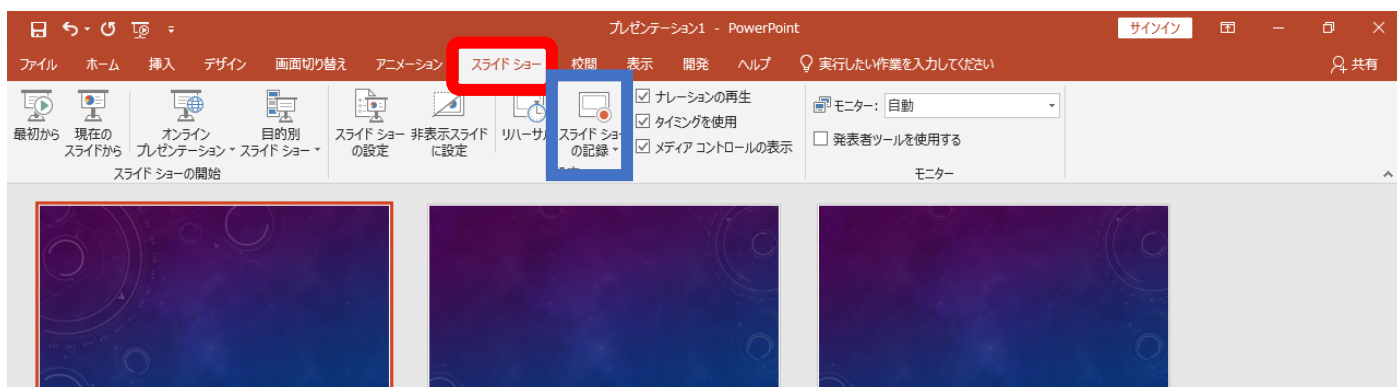 プレゼンテーション1 - PowerPoint
サインイン
ファイル ホーム 挿入 デザイン 画面切り替え アニメーション スライド ショー 校閲 表示 開発 ヘルプ 実行したい作業を入力してください 共有
最初から
現在の
スライドから
オンライン
プレゼンテーション
目的別
スライド ショー
スライド ショーの開始
スライド ショー
の設定
非表示スライド
に設定
リハーサル
スライド ショー
の記録
ナレーションの再生
タイミングを使用
メディア コントロールの表示
モニター: 自動
発表者ツールを使用する
モニター